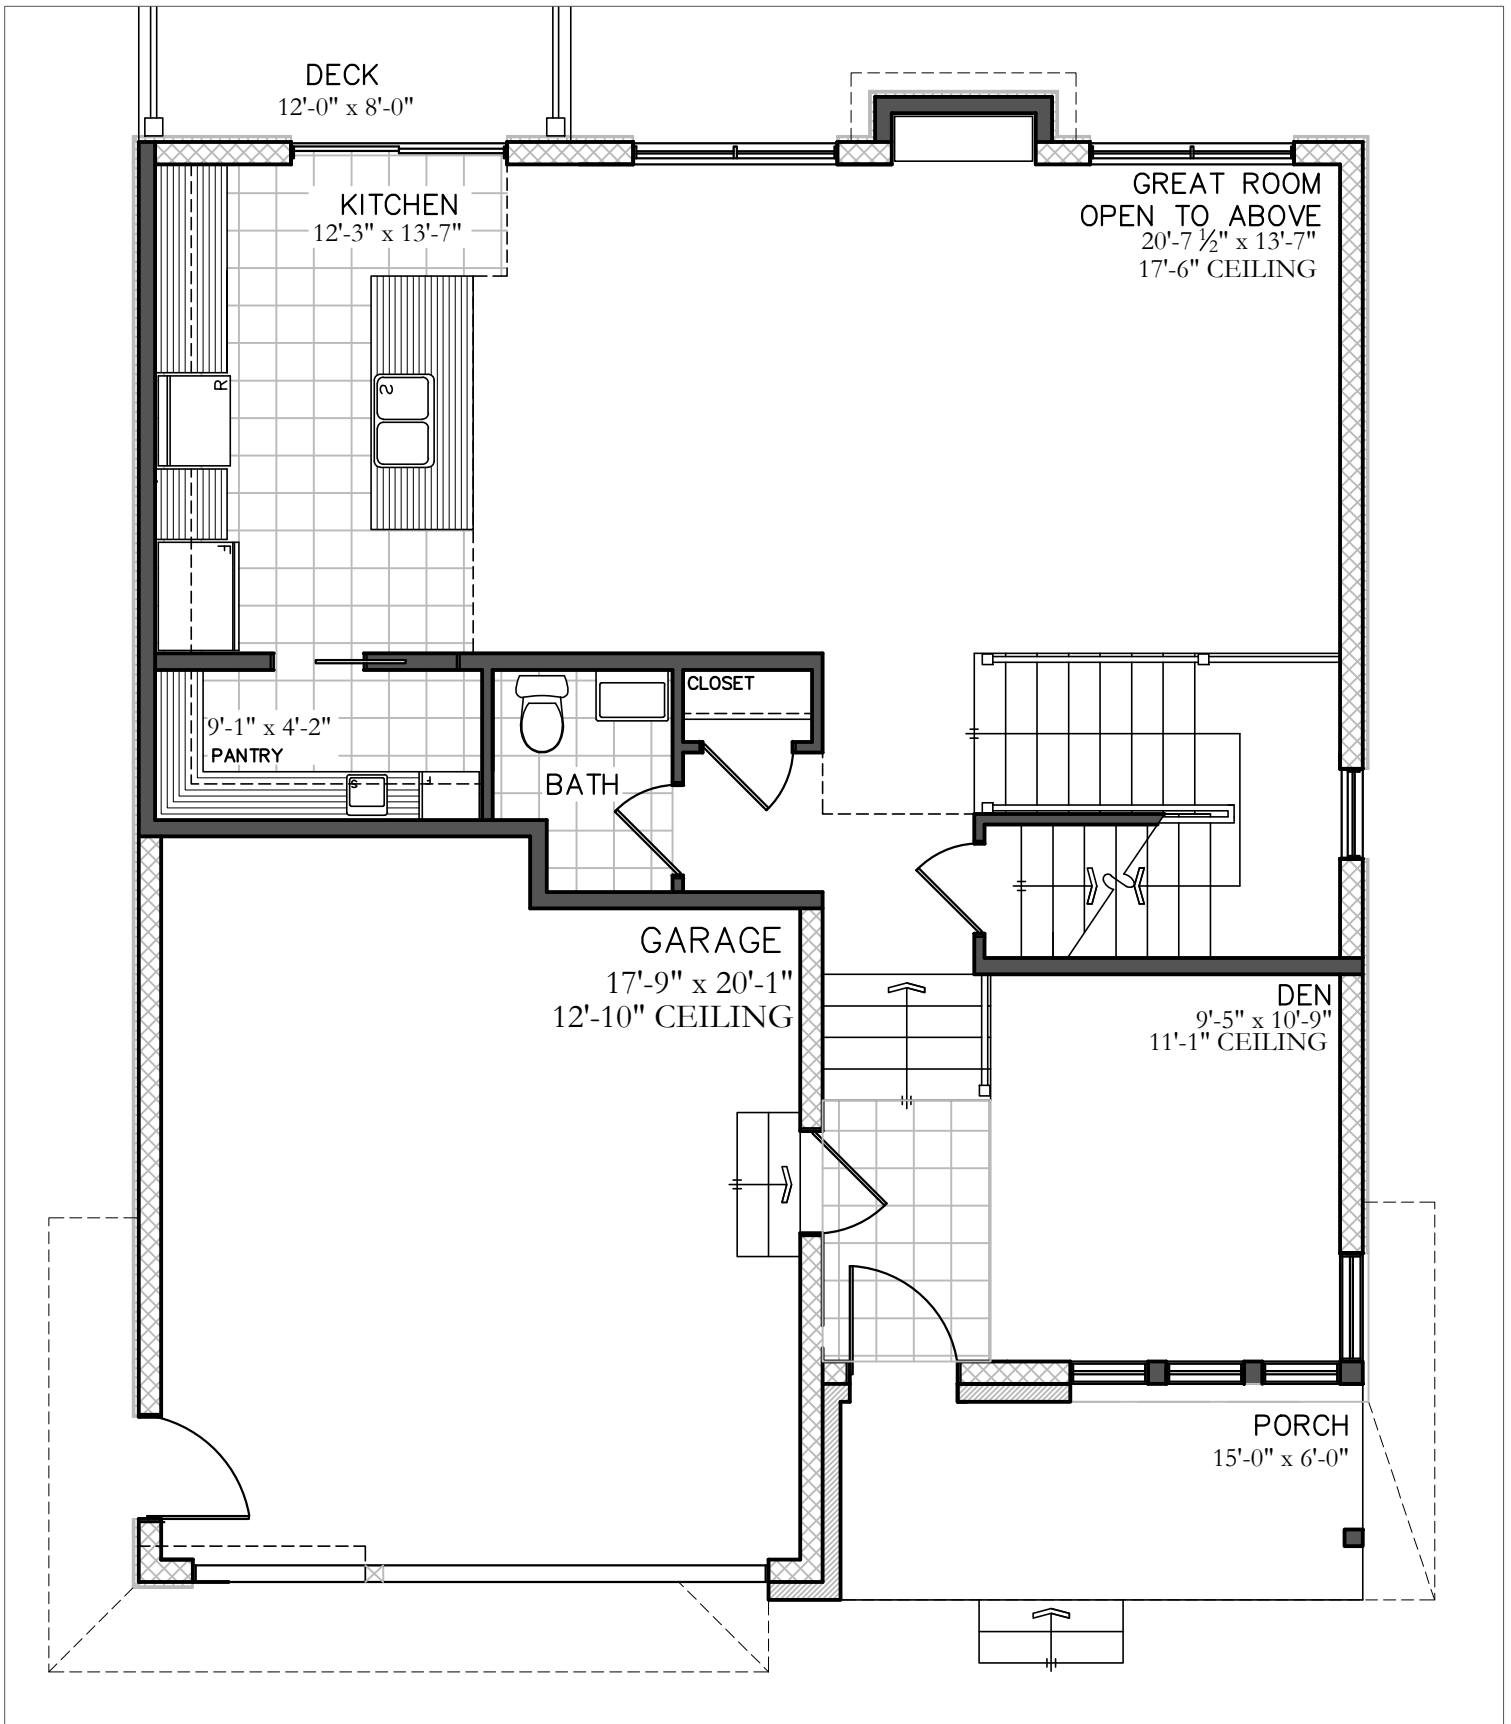 DECK
12'-0" x 8'-0"
KITCHEN
12'-3" x 13'-7"
GREAT ROOM
OPEN TO ABOVE
20'-7 ½" x 13'-7"
17'-6" CEILING
R
S
F
CLOSET
9'-1" x 4'-2"
PANTRY
S
BATH
GARAGE
17'-9" x 20'-1"
12'-10" CEILING
DEN
9'-5" x 10'-9"
11'-1" CEILING
PORCH
15'-0" x 6'-0"